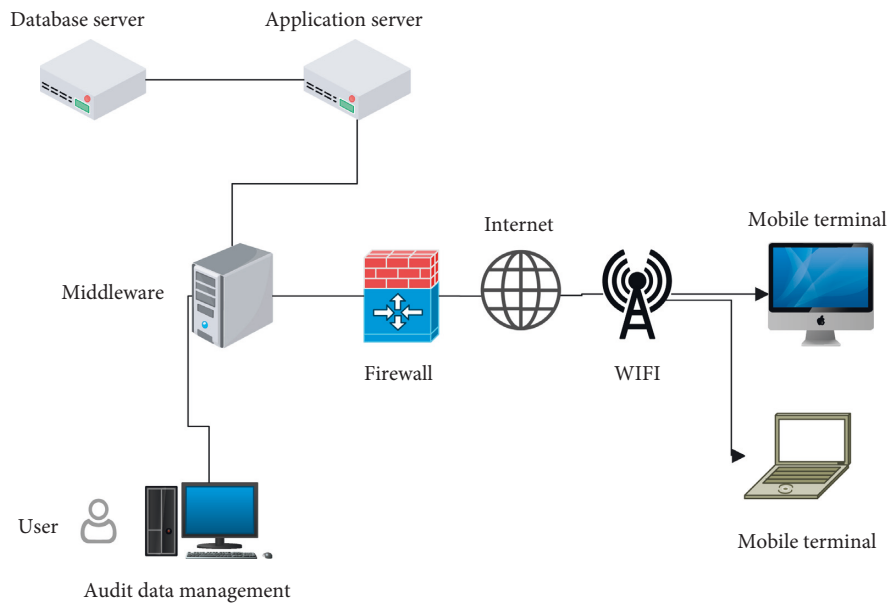 Database server
Application server
Internet
Mobile terminal
Middleware
Firewall
WIFI
User
Mobile terminal
Audit data management